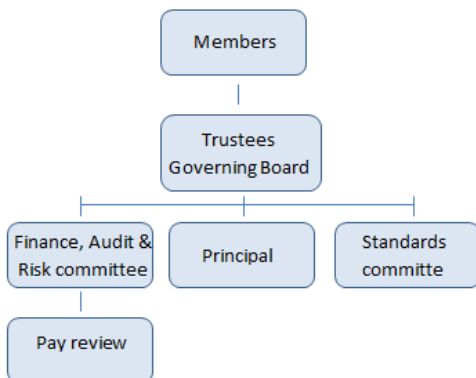 Members
Trustees
Governing Board
Finance, Audit &
Risk committee
Principal
Standards
committe
Pay review